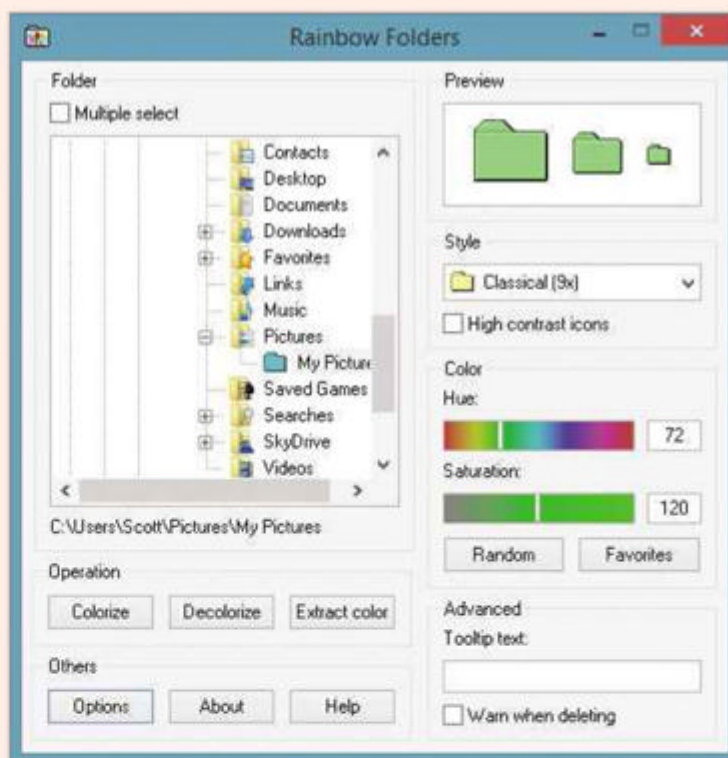 Rainbow Folders
Folder
Multiple select
Contacts
Desktop
Documents
Downloads
Favorites
Links
Music
Pictures
My Picture
Saved Games
Searches
SkyDrive
Videos
C:\Users\Scott\Pictures\My Pictures
Operation
Colorize Decolorize Extract color
Others
Options About Help
Preview
Style
Classical (9x)
High contrast icons
Color
Hue:
72
Saturation:
120
Random Favorites
Advanced
Tooltip text:
Warn when deleting